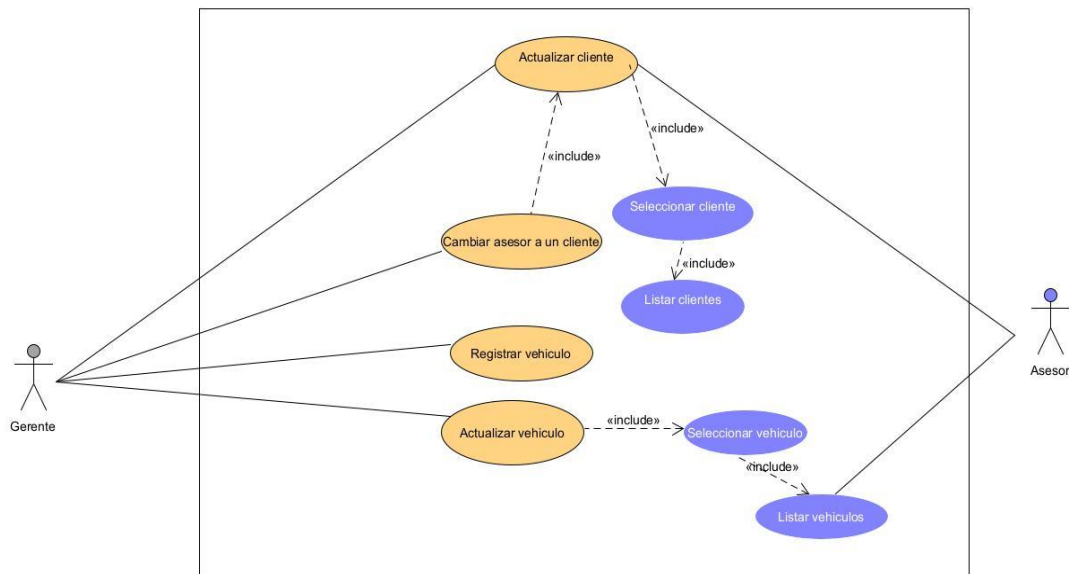 Actualizar cliente
«include»
«include»
Seleccionar cliente
Cambiar asesor a un cliente
«include»
Listar clientes
Registrar vehiculo
Gerente
Asesor
Actualizar vehiculo
«include»
Seleccionar vehiculo
«include»
Listar vehiculos